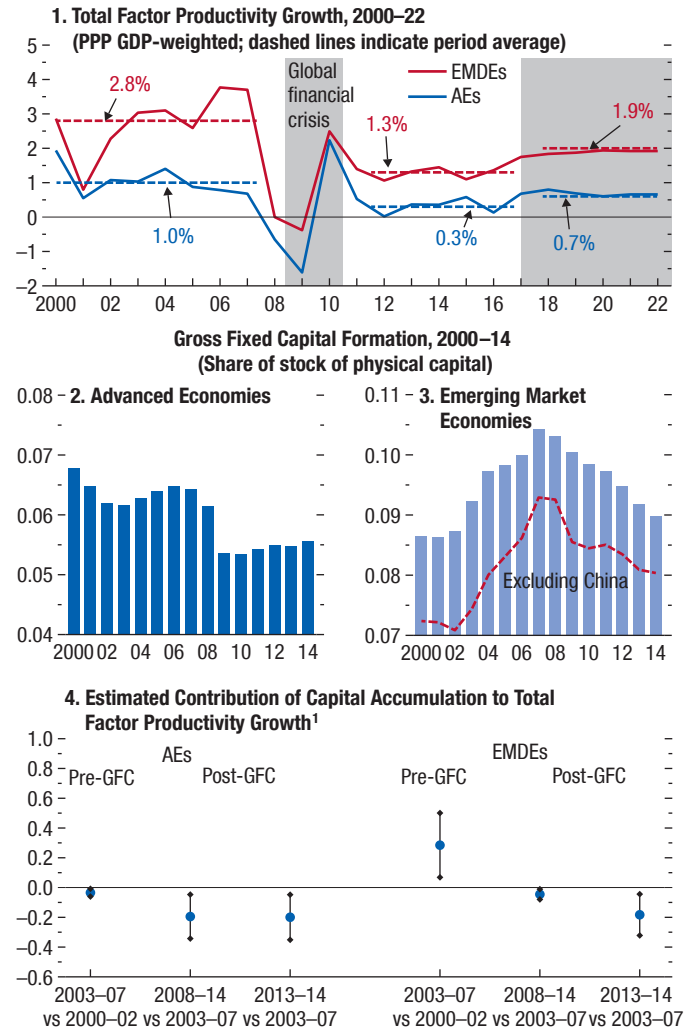 1. Total Factor Productivity Growth, 2000–22
(PPP GDP-weighted; dashed lines indicate period average)
5
4
3
2
1
0
–1
–2
Global
financial
crisis
EMDEs
AEs
2.8%
1.0%
1.3%
0.3%
1.9%
0.7%
2000 02 04 06 08 10 12 14 16 18 20 22
Gross Fixed Capital Formation, 2000–14
(Share of stock of physical capital)
2. Advanced Economies
0.08
0.07
0.06
0.05
0.04
2000 02 04 06 08 10 12 14
3. Emerging Market
Economies
0.11
0.10
0.09
0.08
0.07
Excluding China
2000 02 04 06 08 10 12 14
4. Estimated Contribution of Capital Accumulation to Total
Factor Productivity Growth¹
1.0
0.8
0.6
0.4
0.2
0.0
–0.2
–0.4
–0.6
AEs
EMDEs
Pre-GFC
Post-GFC
Pre-GFC
Post-GFC
2003–07 2008–14 2013–14 2003–07 2008–14 2013–14
vs 2000–02 vs 2003–07 vs 2003–07 vs 2000–02 vs 2003–07 vs 2003–07